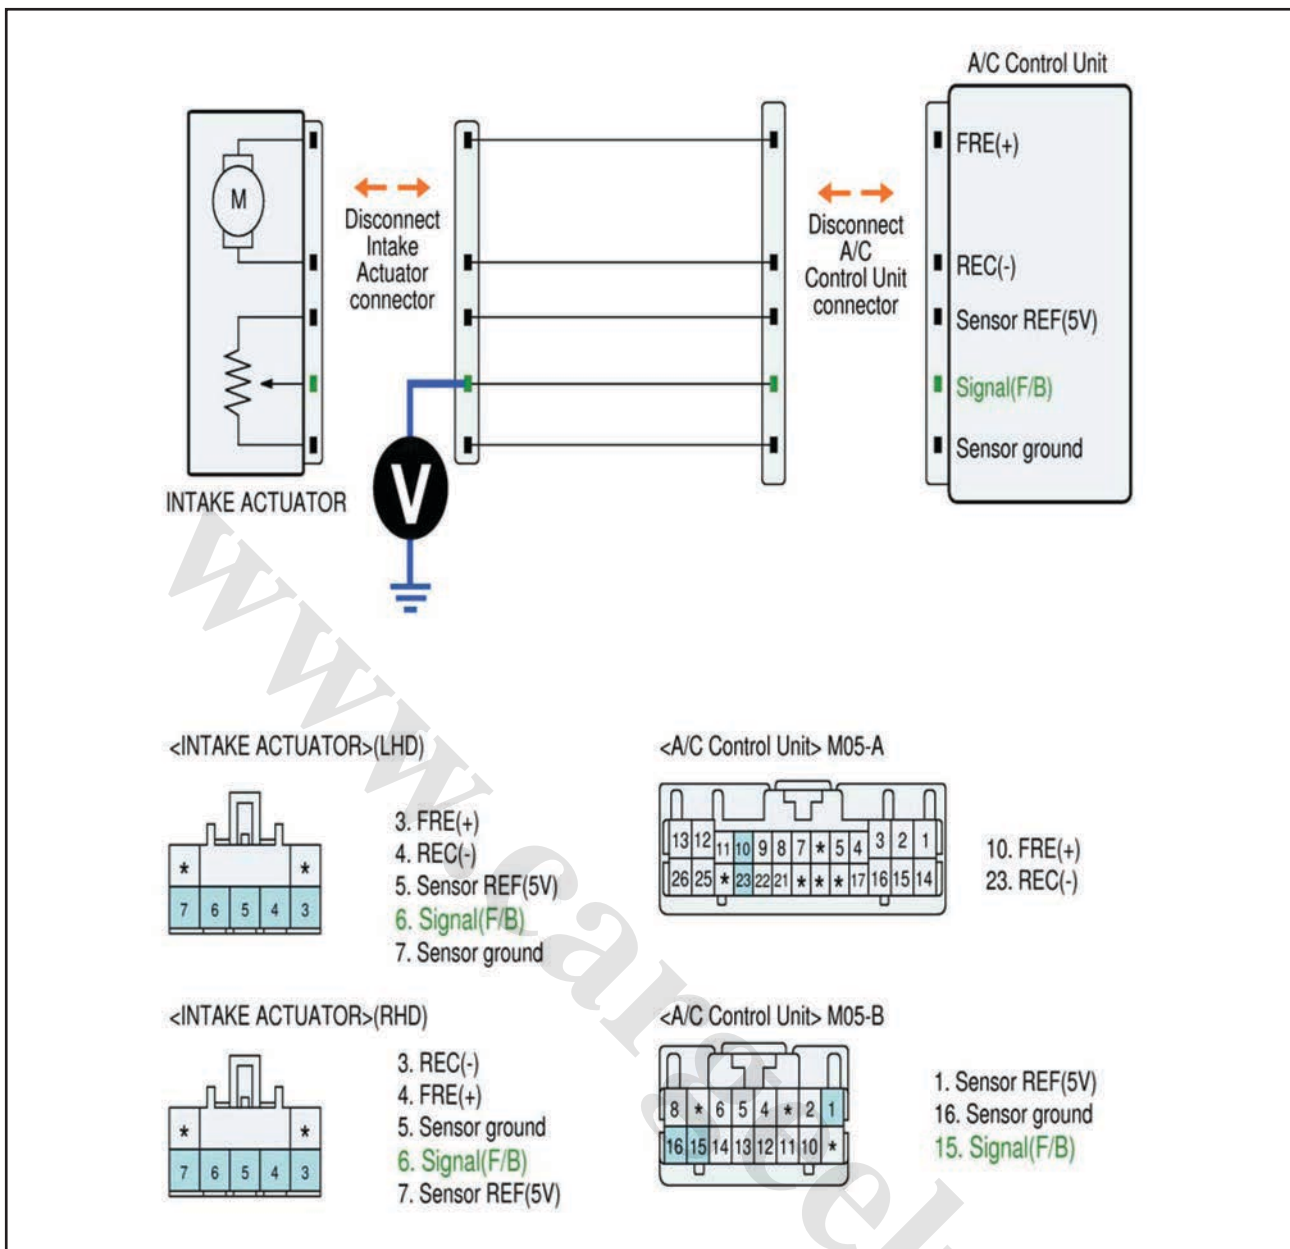 A/C Control Unit
FRE(+)
M
Disconnect
Intake
Actuator
connector
Disconnect
A/C
Control Unit
connector
REC(-)
Sensor REF(5V)
Signal(F/B)
Sensor ground
INTAKE ACTUATOR
V
<INTAKE ACTUATOR>(LHD)
* *
7 6 5 4 3
3. FRE(+)
4. REC(-)
5. Sensor REF(5V)
6. Signal(F/B)
7. Sensor ground
<A/C Control Unit> M05-A
13 12 11 10 9 8 7 * 5 4 3 2 1
26 25 * 23 22 21 * * * 17 16 15 14
10. FRE(+)
23. REC(-)
<INTAKE ACTUATOR>(RHD)
* *
7 6 5 4 3
3. REC(-)
4. FRE(+)
5. Sensor ground
6. Signal(F/B)
7. Sensor REF(5V)
<A/C Control Unit> M05-B
8 * 6 5 4 * 2 1
16 15 14 13 12 11 10 *
1. Sensor REF(5V)
16. Sensor ground
15. Signal(F/B)